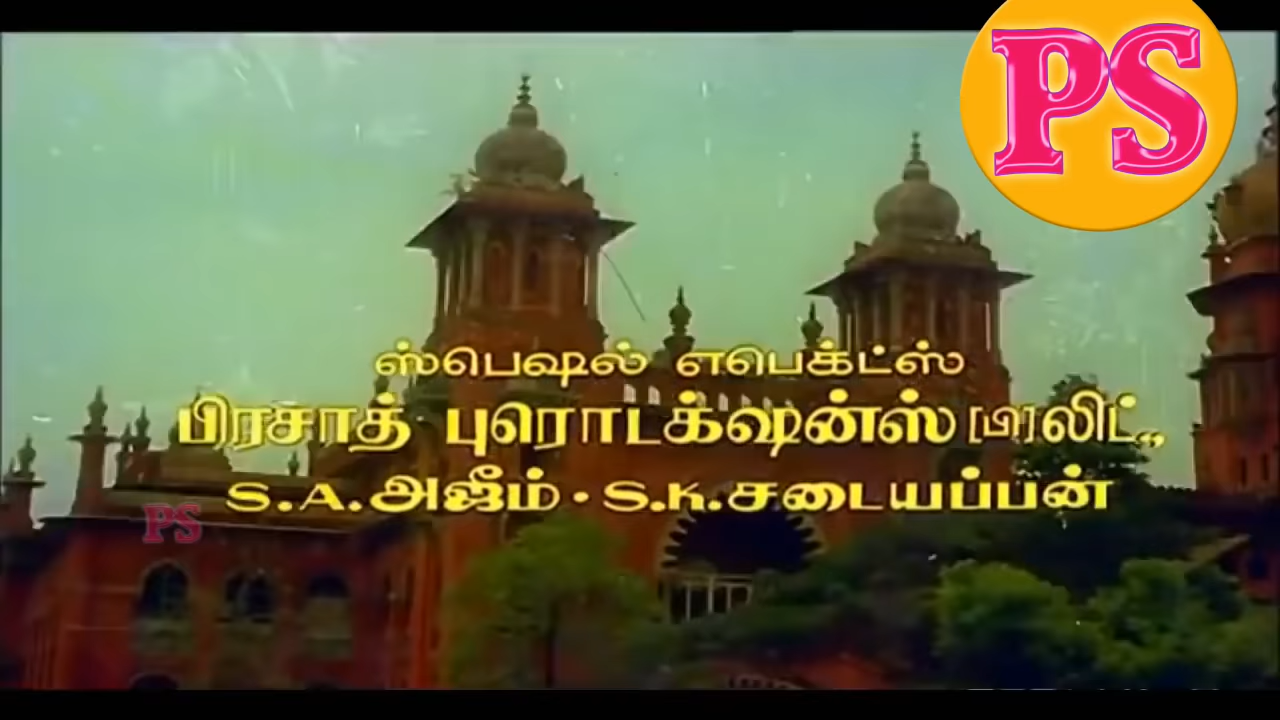 PS
ஸ்பெஷல் எபெக்ட்ஸ்
பிரசாத் புரொடக்ஷன்ஸ் [பி]லிட்.,
S.A.அஜீம் · S.K.சடையப்பன்
PS